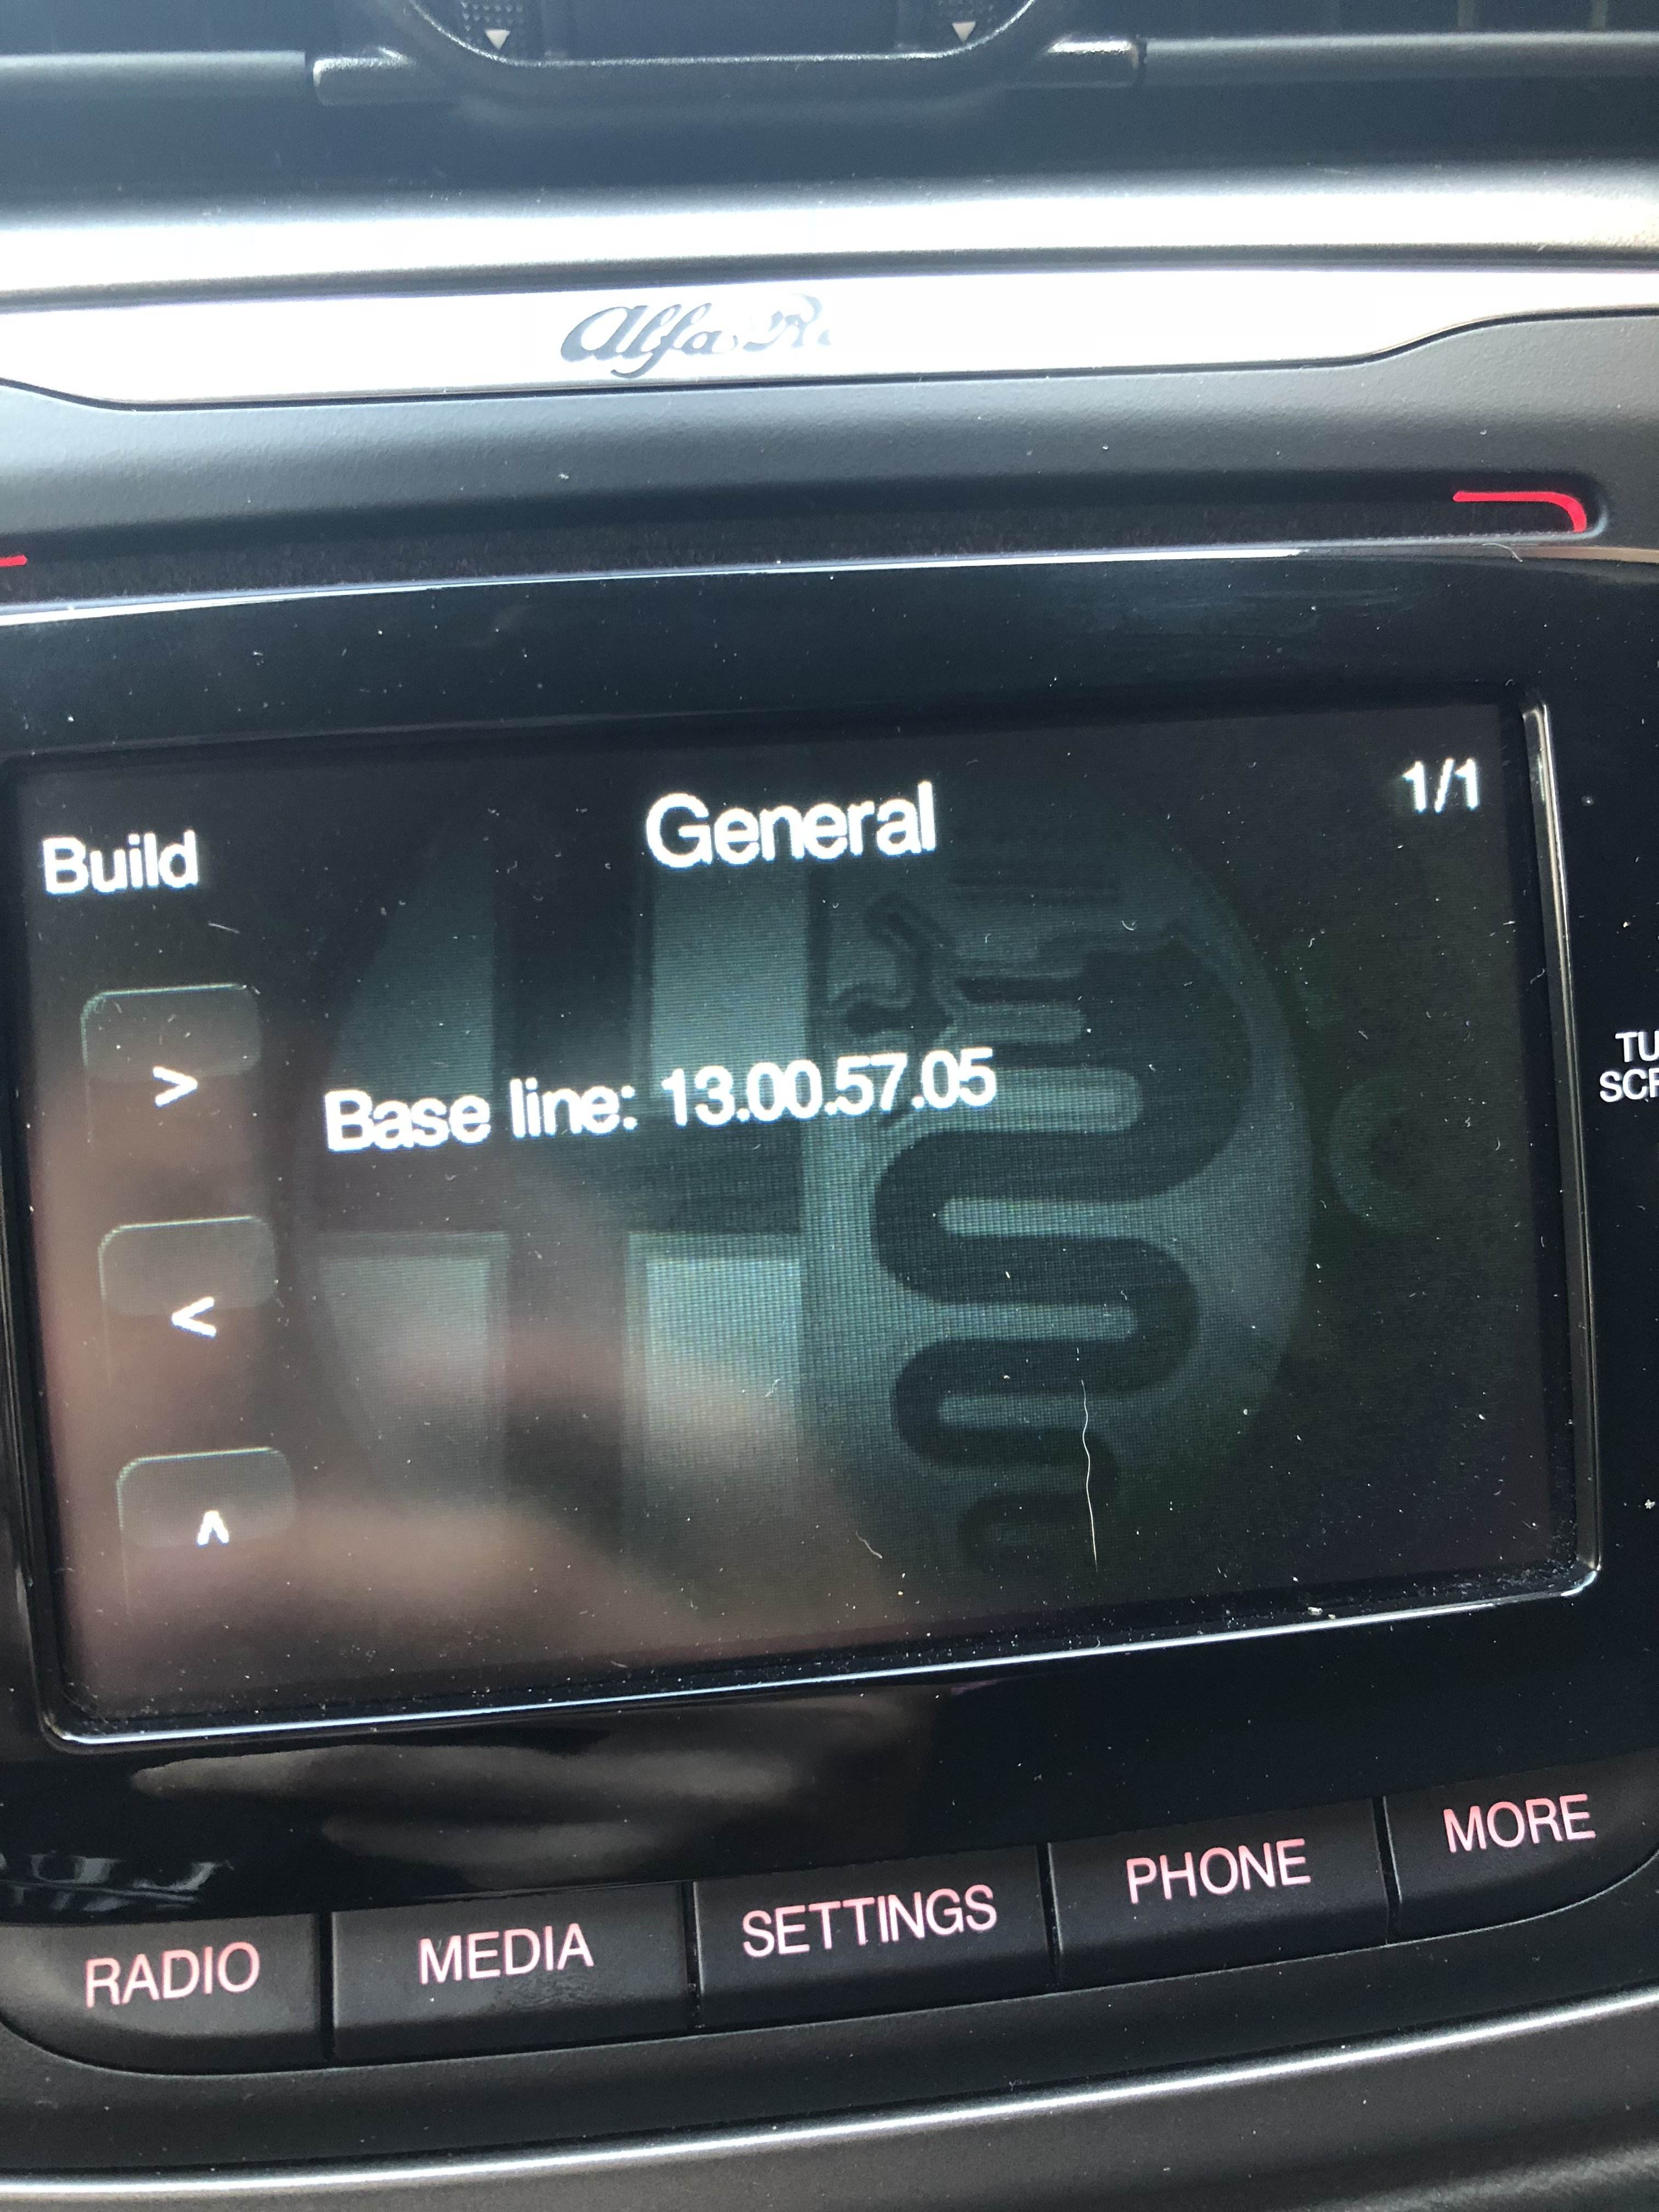 Alfa
General
1/1
Build
>
Base line: 13.00.57.05
<
^
RADIO
MEDIA
SETTINGS
PHONE
MORE